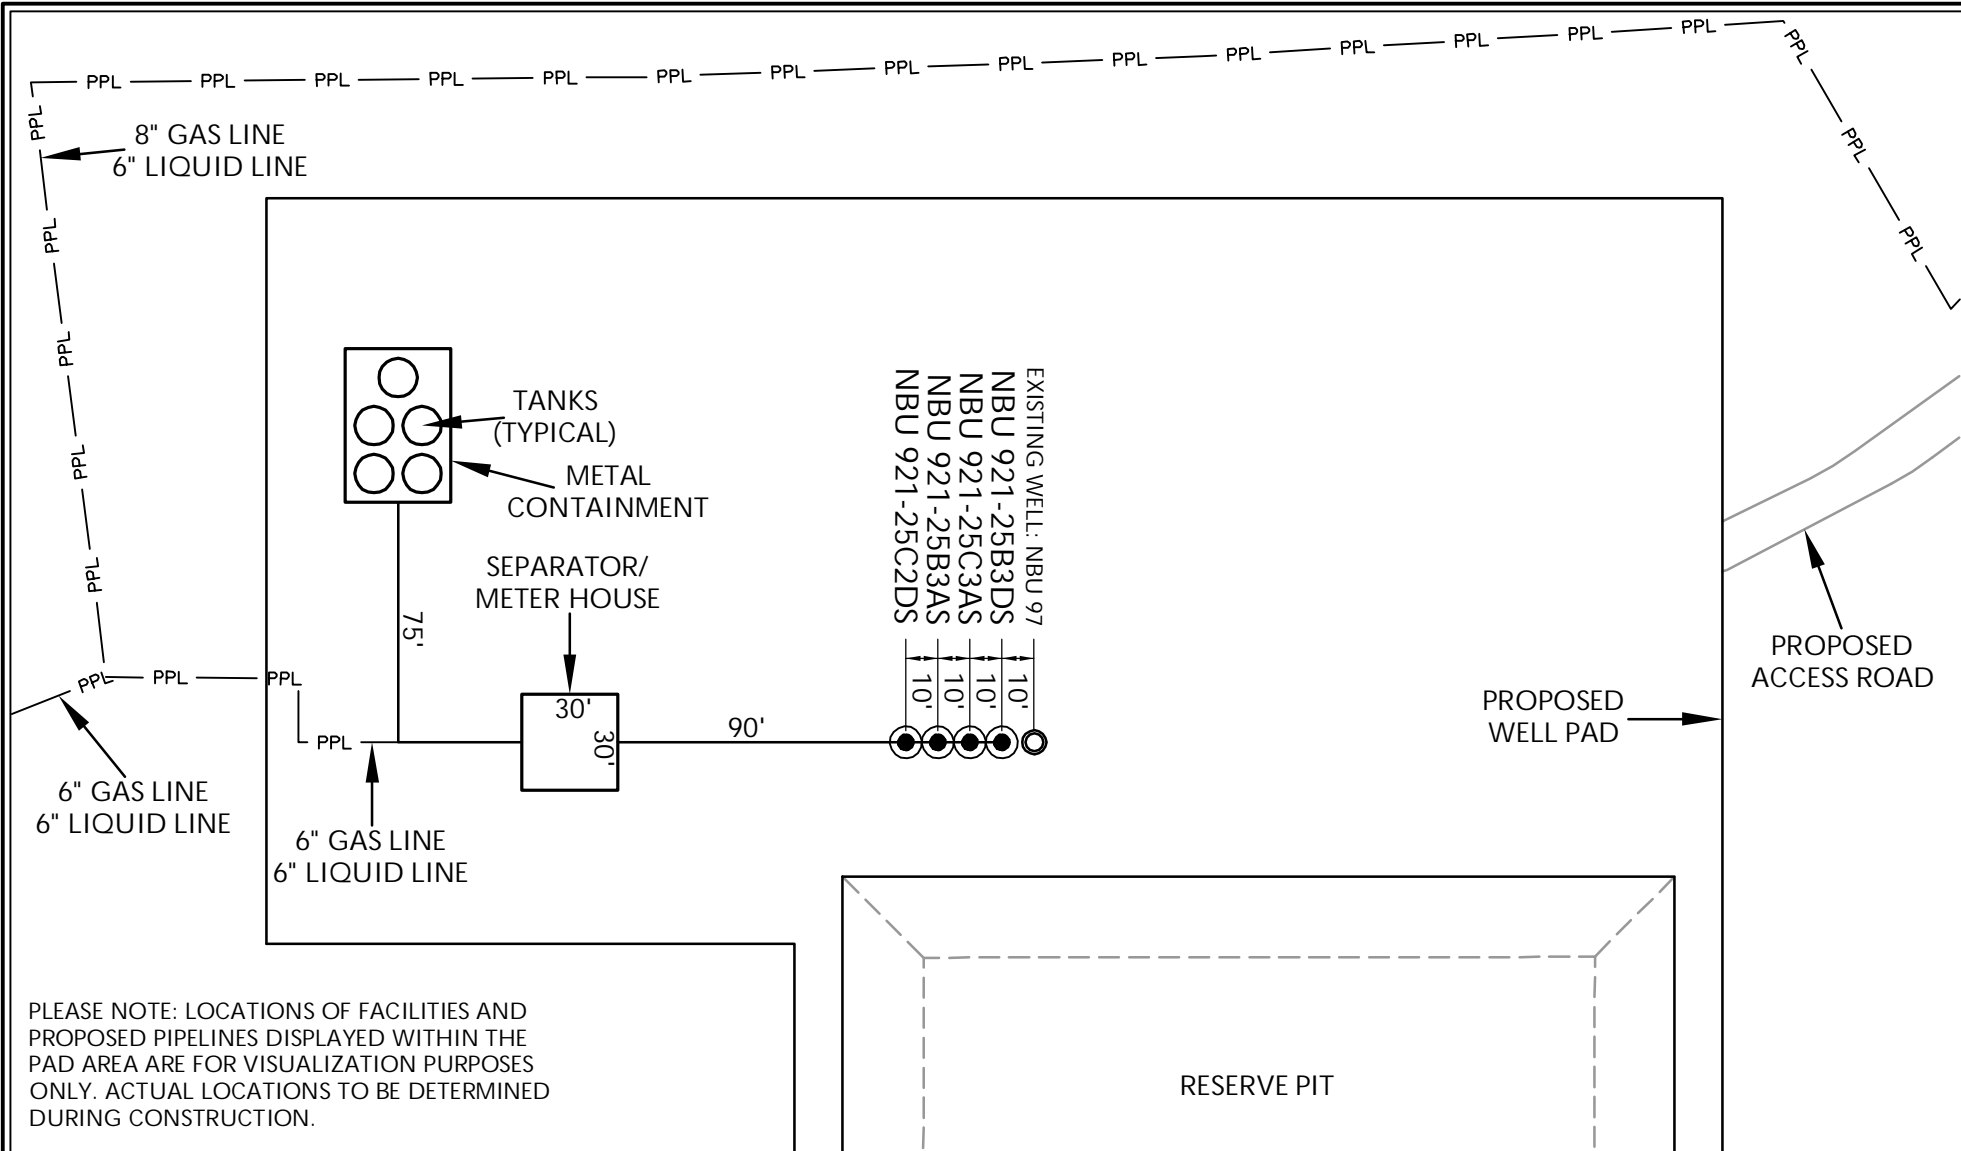 PPL PPL PPL PPL PPL PPL PPL PPL PPL PPL PPL PPL PPL PPL PPL
PPL
PPL
PPL
PPL
PPL
PPL
PPL
PPL
8" GAS LINE
6" LIQUID LINE
TANKS
(TYPICAL)
METAL
CONTAINMENT
SEPARATOR/
METER HOUSE
75'
30'
30'
90'
NBU 921-25C2DS
NBU 921-25B3AS
NBU 921-25C3AS
NBU 921-25B3DS
EXISTING WELL: NBU 97
10'
10'
10'
10'
PROPOSED
ACCESS ROAD
PROPOSED
WELL PAD
PPL PPL PPL
PPL
6" GAS LINE
6" LIQUID LINE
6" GAS LINE
6" LIQUID LINE
PLEASE NOTE: LOCATIONS OF FACILITIES AND
PROPOSED PIPELINES DISPLAYED WITHIN THE
PAD AREA ARE FOR VISUALIZATION PURPOSES
ONLY. ACTUAL LOCATIONS TO BE DETERMINED
DURING CONSTRUCTION.
RESERVE PIT